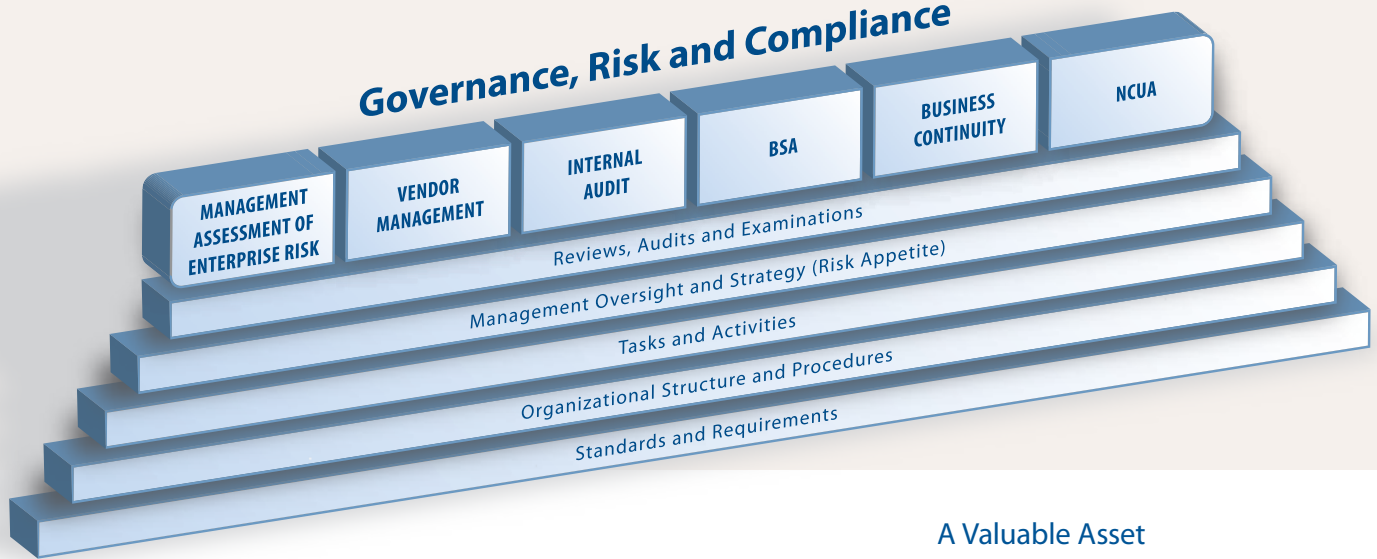 Governance, Risk and Compliance
MANAGEMENT
ASSESSMENT OF
ENTERPRISE RISK
VENDOR
MANAGEMENT
INTERNAL
AUDIT
BSA
BUSINESS
CONTINUITY
NCUA
Reviews, Audits and Examinations
Management Oversight and Strategy (Risk Appetite)
Tasks and Activities
Organizational Structure and Procedures
Standards and Requirements
A Valuable Asset